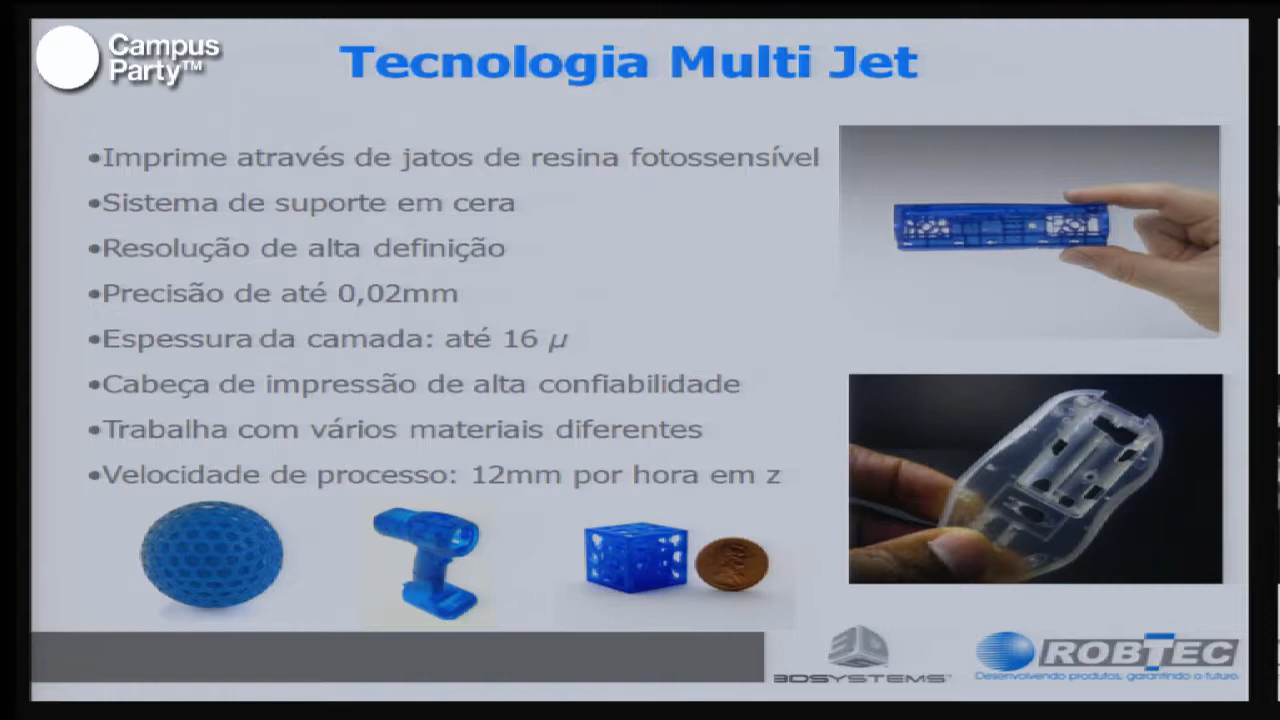 Campus
Party™
Tecnologia Multi Jet
•Imprime através de jatos de resina fotossensível
•Sistema de suporte em cera
•Resolução de alta definição
•Precisão de até 0,02mm
•Espessura da camada: até 16 µ
•Cabeça de impressão de alta confiabilidade
•Trabalha com vários materiais diferentes
•Velocidade de processo: 12mm por hora em z
3D
3DSYSTEMS™
ROBTEC
Desenvolvendo produtos, garantindo o futuro.